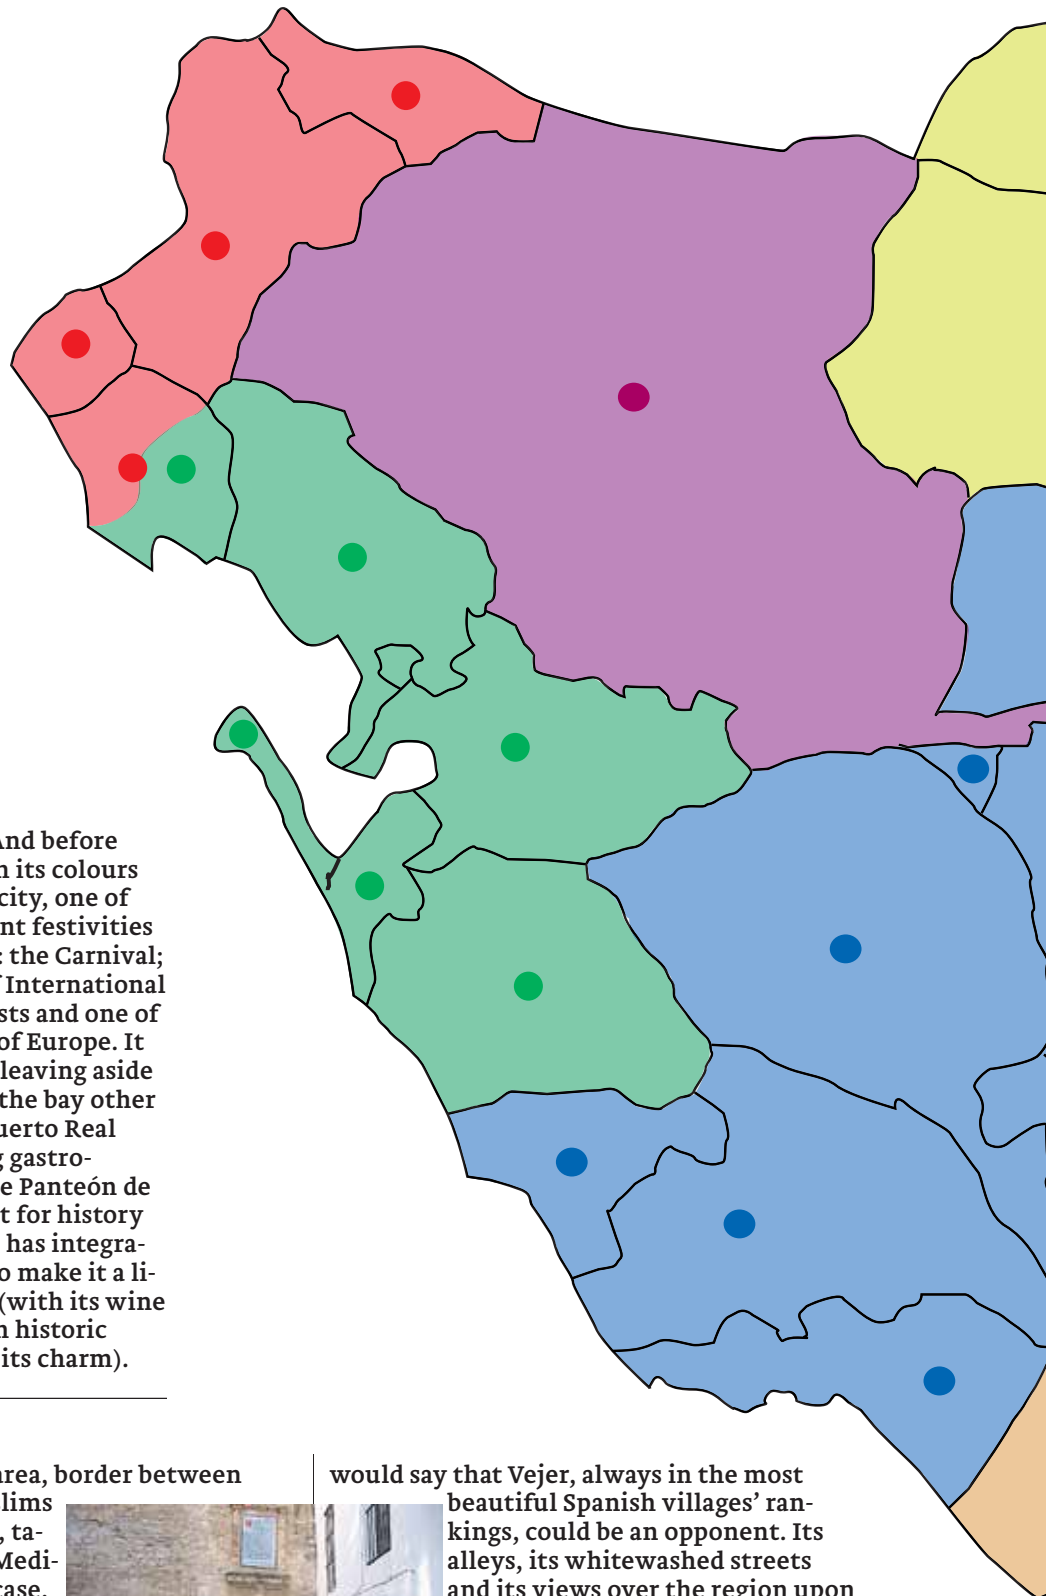 And before
n its colours
city, one of
nt festivities
: the Carnival;
f International
sts and one of
of Europe. It
leaving aside
the bay other
uerto Real
g gastro-
e Panteón de
t for history
has integra-
o make it a li-
(with its wine
n historic
its charm).
area, border between
lims
, ta-
Medi-
case,
would say that Vejer, always in the most
beautiful Spanish villages’ ran-
kings, could be an opponent. Its
alleys, its whitewashed streets
and its views over the region upon